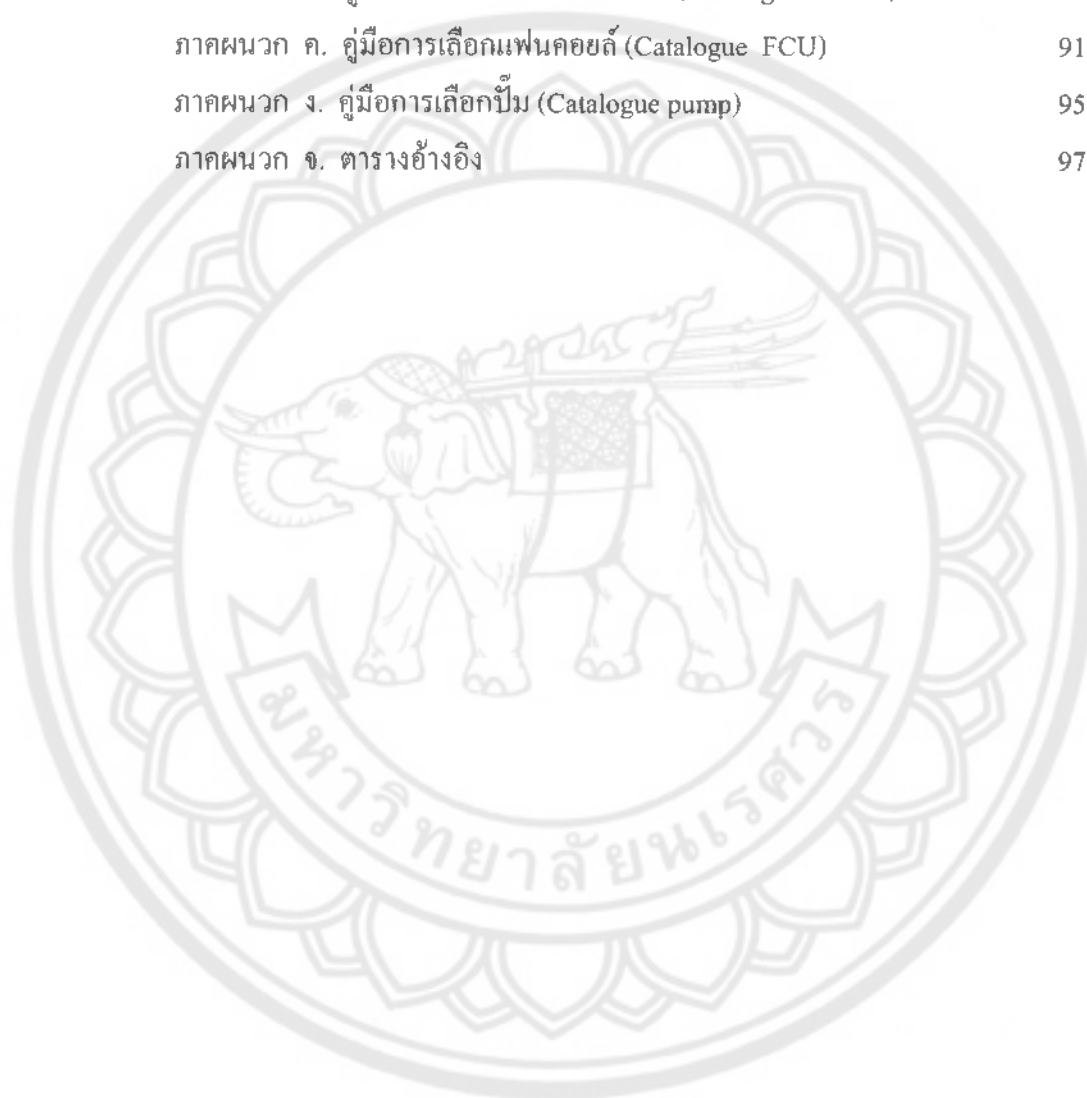 ภาคผนวก ค. คู่มือการเลือกแฟนคอยล์ (Catalogue FCU) 91
ภาคผนวก ง. คู่มือการเลือกปั๊ม (Catalogue pump) 95
ภาคผนวก จ. ตารางอ้างอิง 97
มหาวิทยาลัยนเรศวร